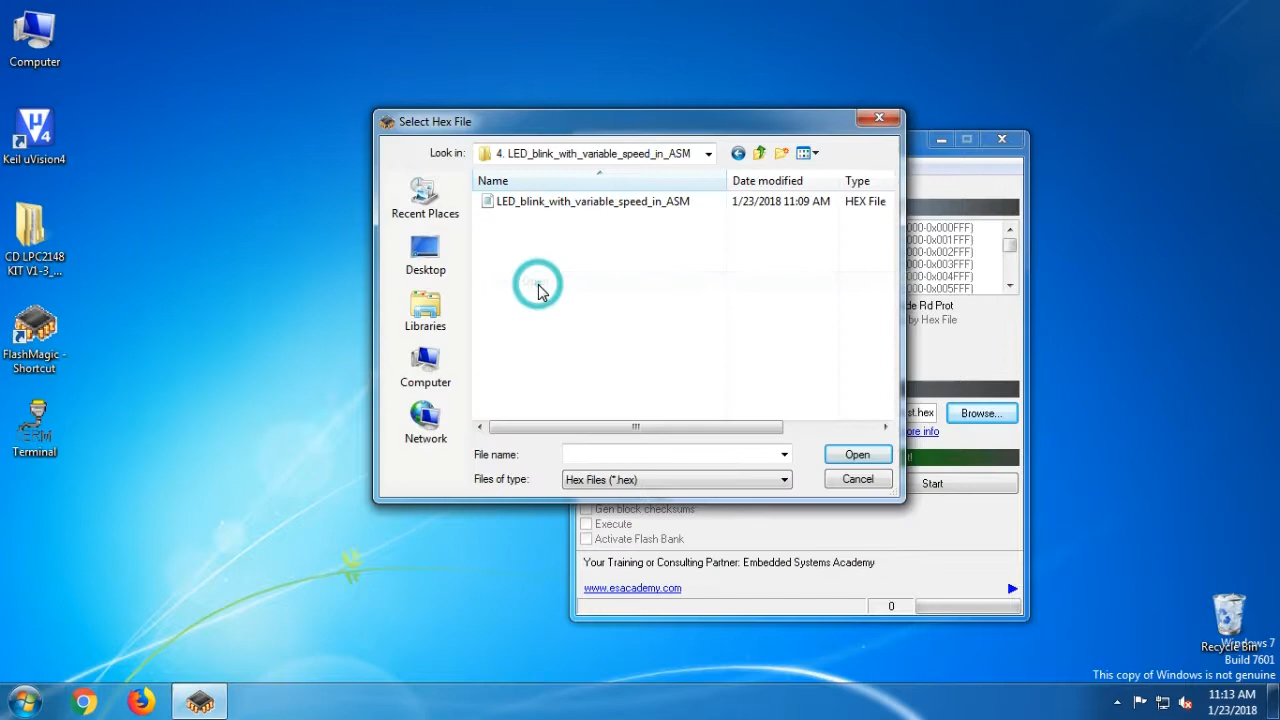 Computer
Keil uVision4
CD LPC2148
KIT V1-3_...
FlashMagic -
Shortcut
Terminal
Select Hex File
Look in:
4. LED_blink_with_variable_speed_in_ASM
Name
Date modified
Type
LED_blink_with_variable_speed_in_ASM
1/23/2018 11:09 AM
HEX File
Recent Places
Desktop
Libraries
Computer
Network
File name:
Open
Files of type:
Hex Files (*.hex)
Cancel
000-0x000FFF)
000-0x001FFF)
000-0x002FFF)
000-0x003FFF)
000-0x004FFF)
000-0x005FFF)
de Rd Prot
by Hex File
st.hex
Browse...
ore info
Start
Gen block checksums
Execute
Activate Flash Bank
Your Training or Consulting Partner: Embedded Systems Academy
www.esacademy.com
0
Recycle Bin
Windows 7
Build 7601
This copy of Windows is not genuine
11:13 AM
1/23/2018